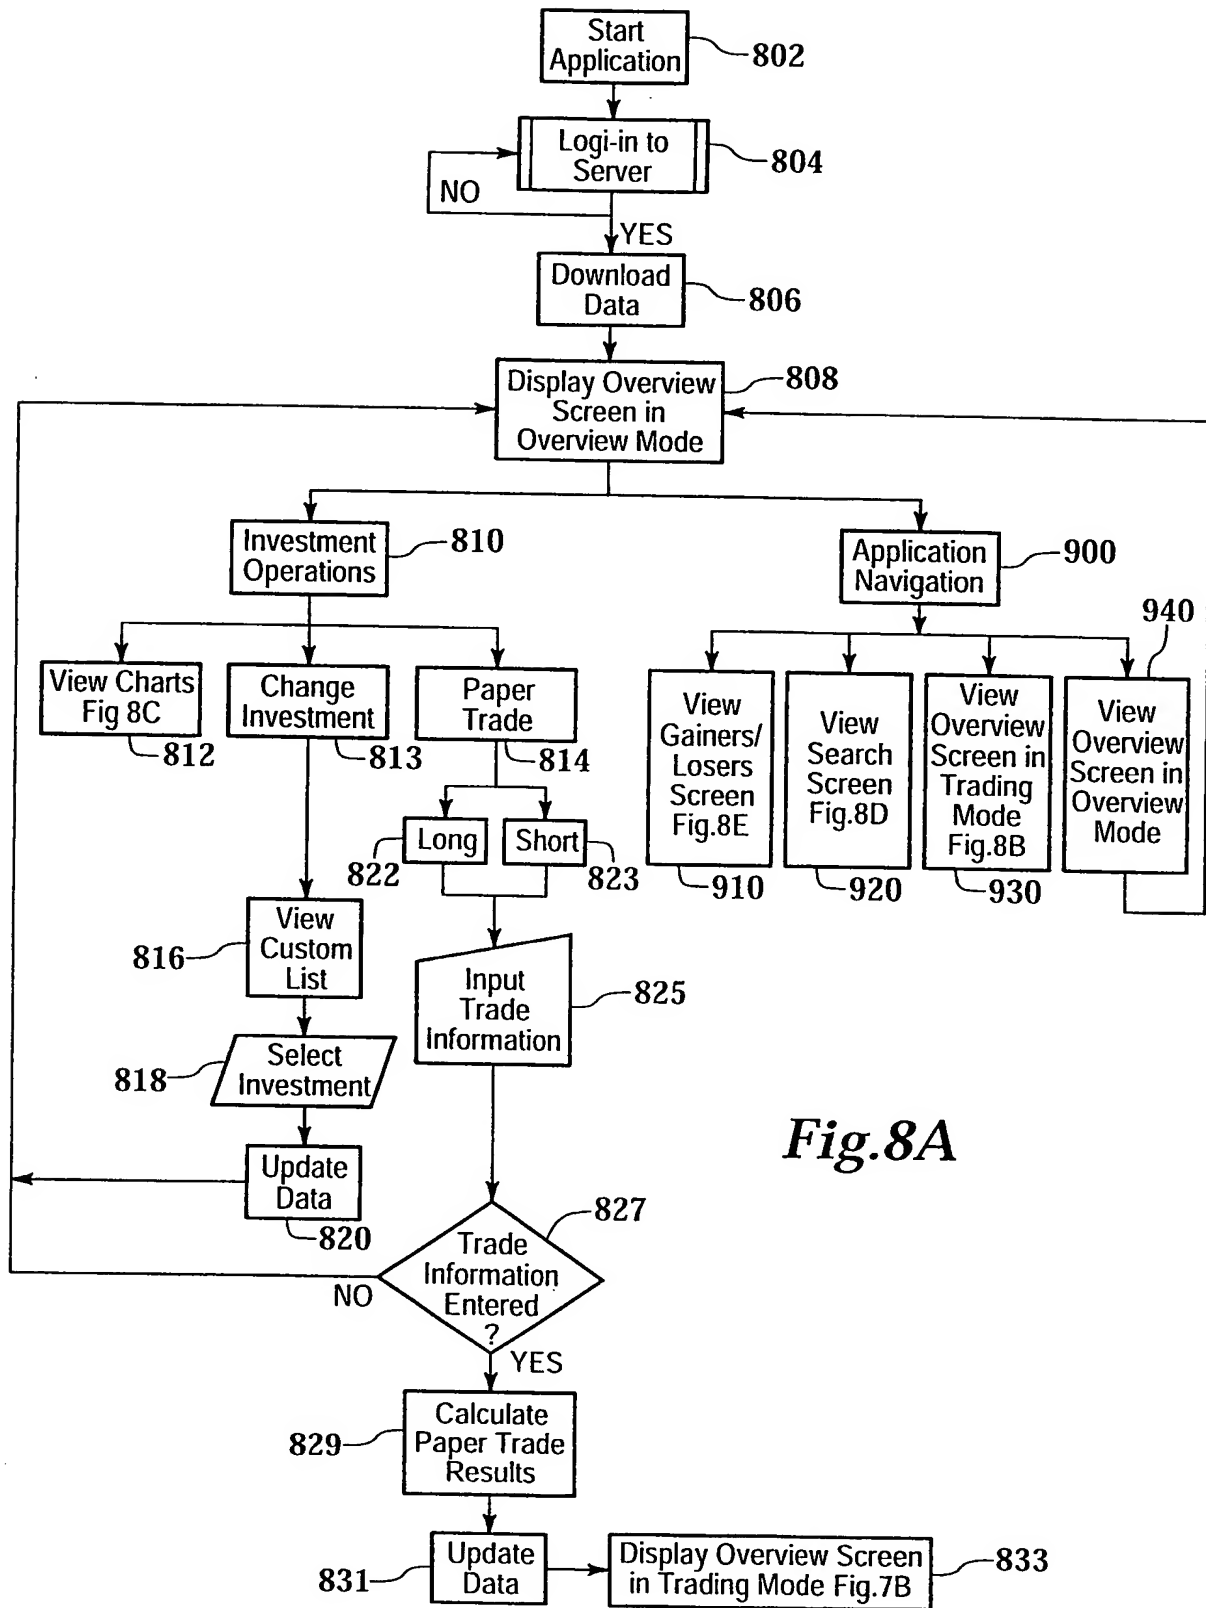 Start
Application
802
Logi-in to
Server
804
NO
YES
Download
Data
806
Display Overview
Screen in
Overview Mode
808
Investment
Operations
810
Application
Navigation
900
View Charts
Fig 8C
812
Change
Investment
813
Paper
Trade
814
View
Gainers/
Losers
Screen
Fig.8E
910
View
Search
Screen
Fig.8D
920
View
Overview
Screen in
Trading
Mode
Fig.8B
930
940
View
Overview
Screen in
Overview
Mode
Long
822
Short
823
View
Custom
List
816
Input
Trade
Information
825
Select
Investment
818
Update
Data
820
Fig.8A
Trade
Information
Entered
?
827
NO
YES
Calculate
Paper Trade
Results
829
Update
Data
831
Display Overview Screen
in Trading Mode Fig.7B
833